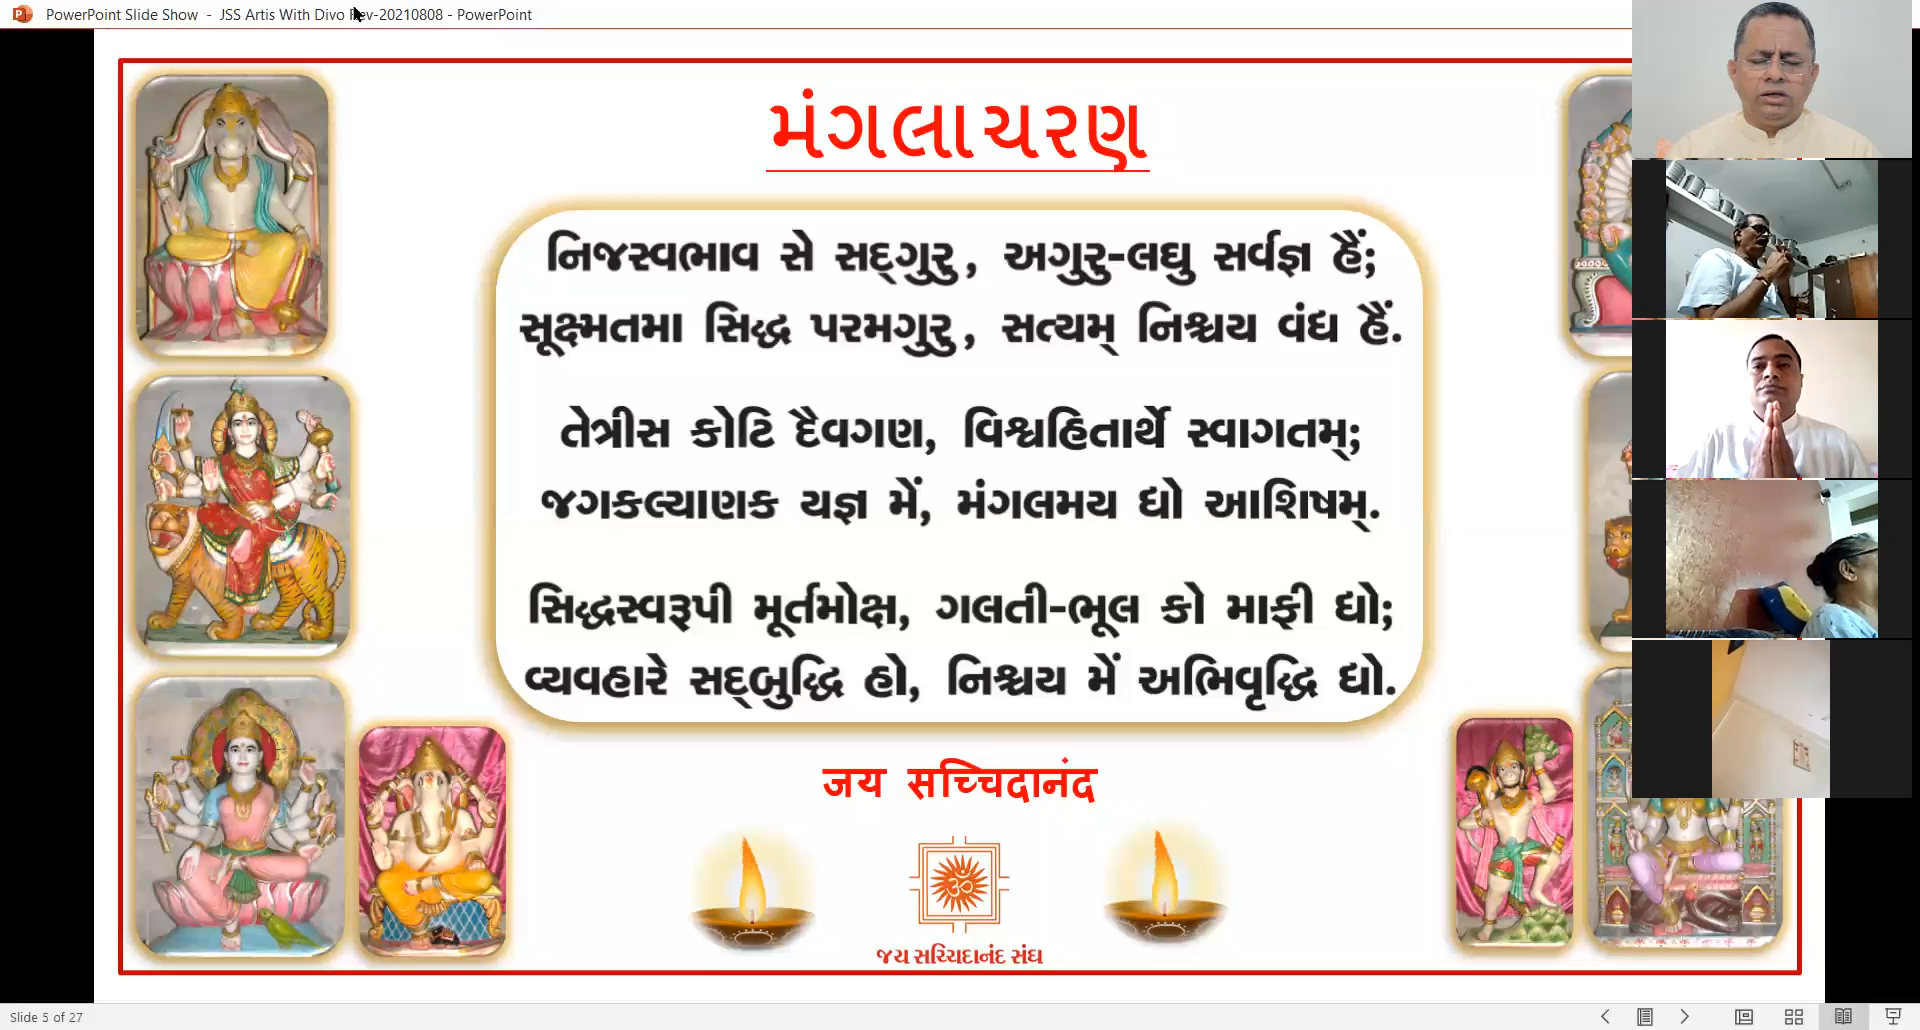 PowerPoint Slide Show - JSS Artis With Divo Rev-20210808 - PowerPoint
મંગલાચરણ
નિજસ્વભાવ સે સદ્‌ગુરુ, અગુરુ-લઘુ સર્વજ્ઞ હૈં;
સૂક્ષ્મતમા સિદ્ધ પરમગુરુ, સત્યમ્ નિશ્ચય વંદ્ય હૈં.
તેત્રીસ કોટિ દૈવગણ, વિશ્વહિતાર્થે સ્વાગતમ્;
જગકલ્યાણક યજ્ઞ મેં, મંગલમય દ્યો આશિષમ્.
સિદ્ધસ્વરૂપી મૂર્તમોક્ષ, ગલતી-ભૂલ કો માફી દ્યો;
વ્યવહારે સદ્‌બુદ્ધિ હો, નિશ્ચય મેં અભિવૃદ્ધિ દ્યો.
जय सच्चिदानंद
ૐ
જય સચ્ચિદાનંદ સંઘ
Slide 5 of 27